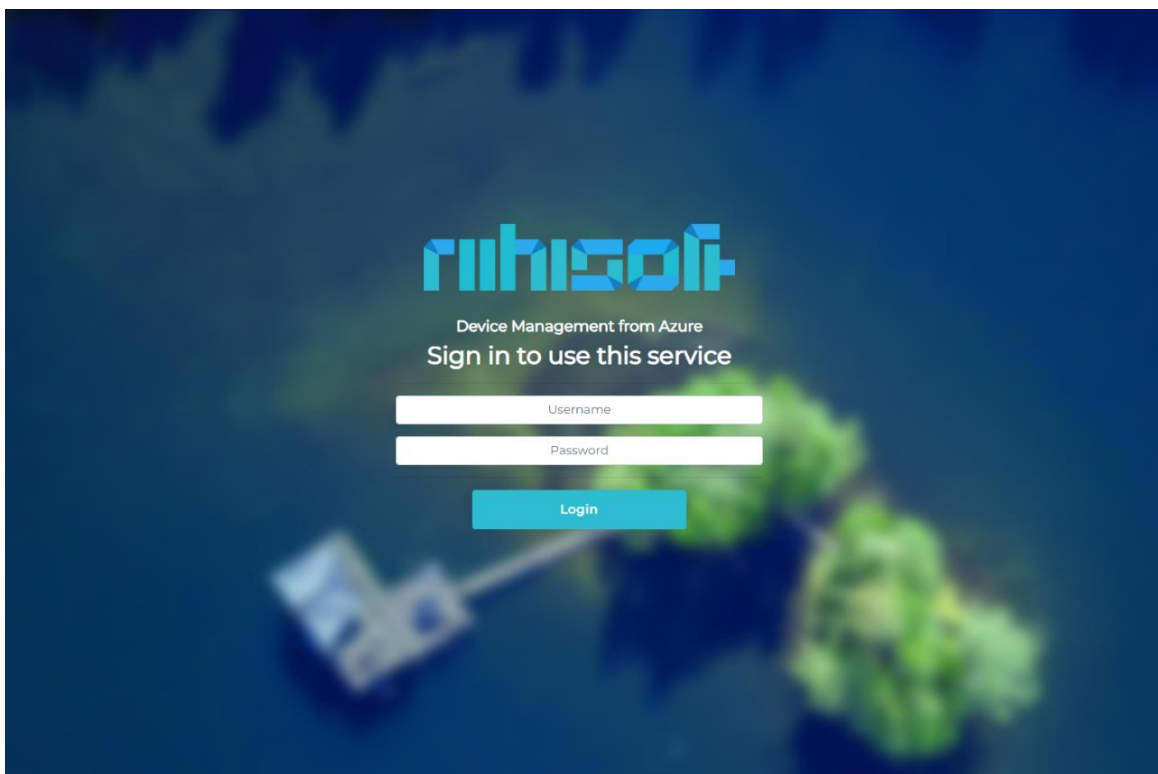 riihisoft
Device Management from Azure
Sign in to use this service
Username
Password
Login